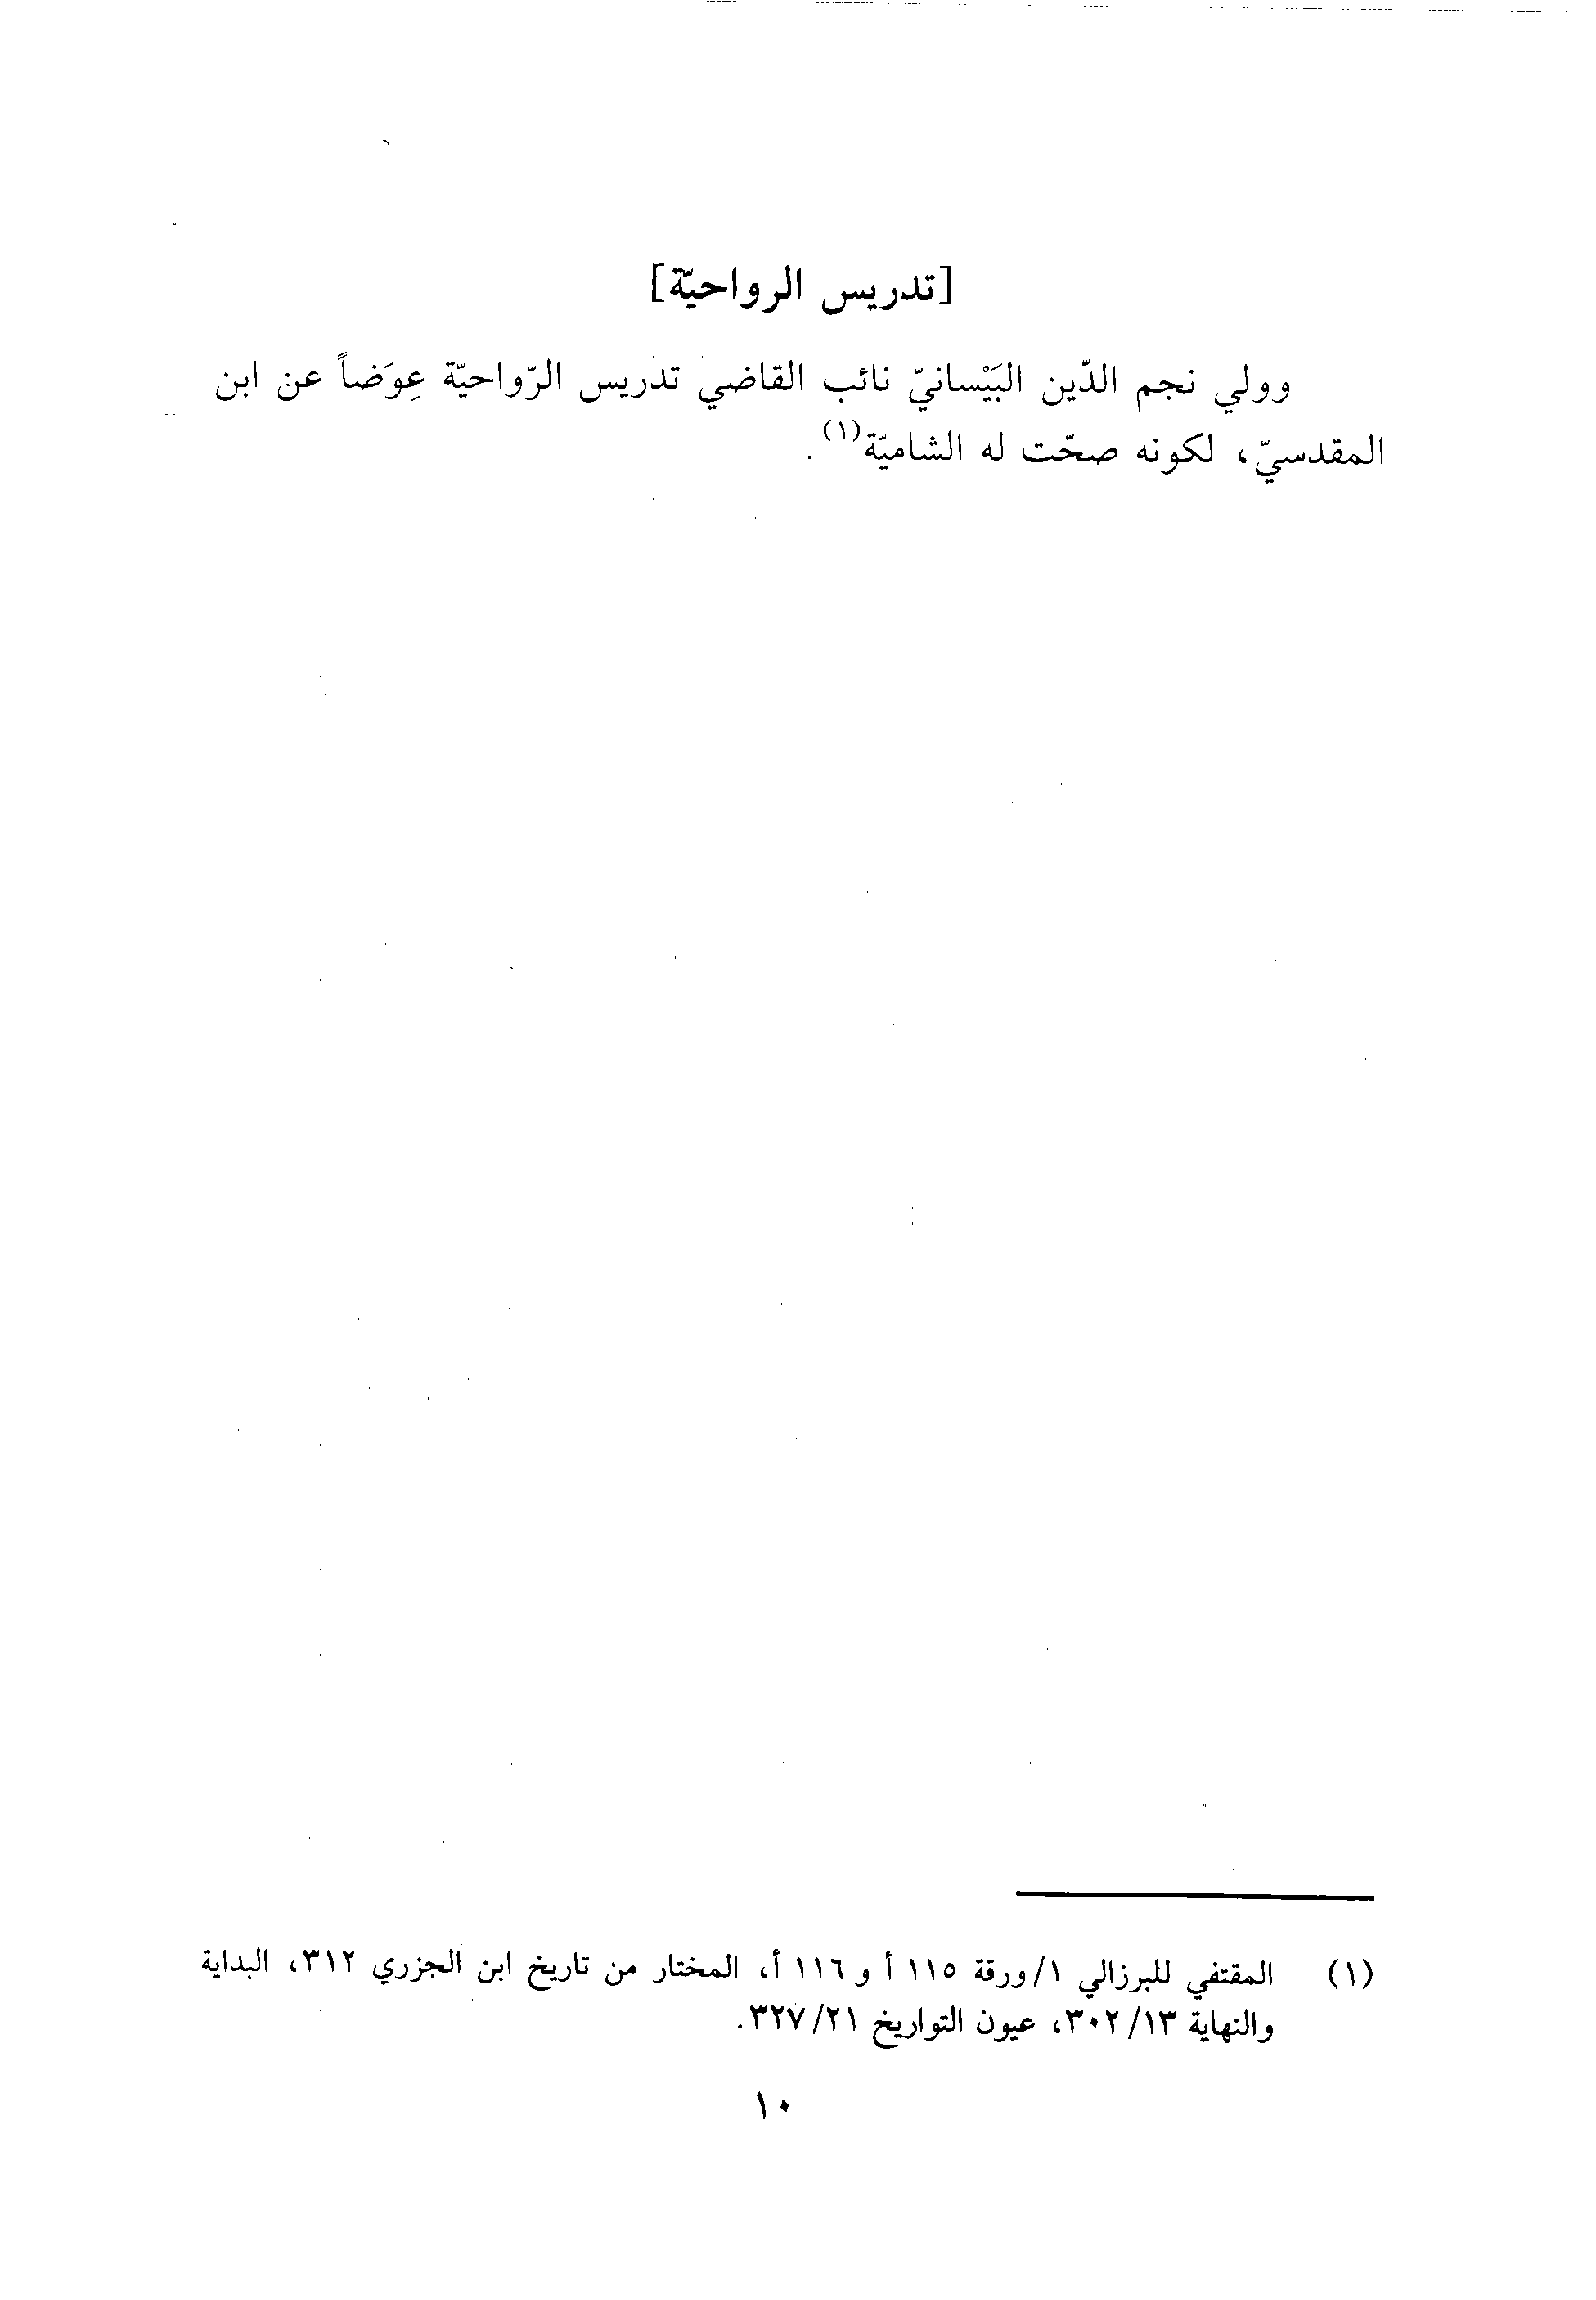 [تدريس الرواحيّة]
وولي نجم الدّين البَيْسانيّ نائب القاضي تدريس الرّواحيّة عِوَضاً عن ابن
المقدسيّ، لكونه صحّت له الشاميّة(١).
(١) المقتفي للبرزالي ١/ورقة ١١٥ أ و ١١٦ أ، المختار من تاريخ ابن الجزري ٣١٢، البداية
والنهاية ١٣/ ٣٠٢، عيون التواريخ ٢١/ ٣٢٧.
١٠